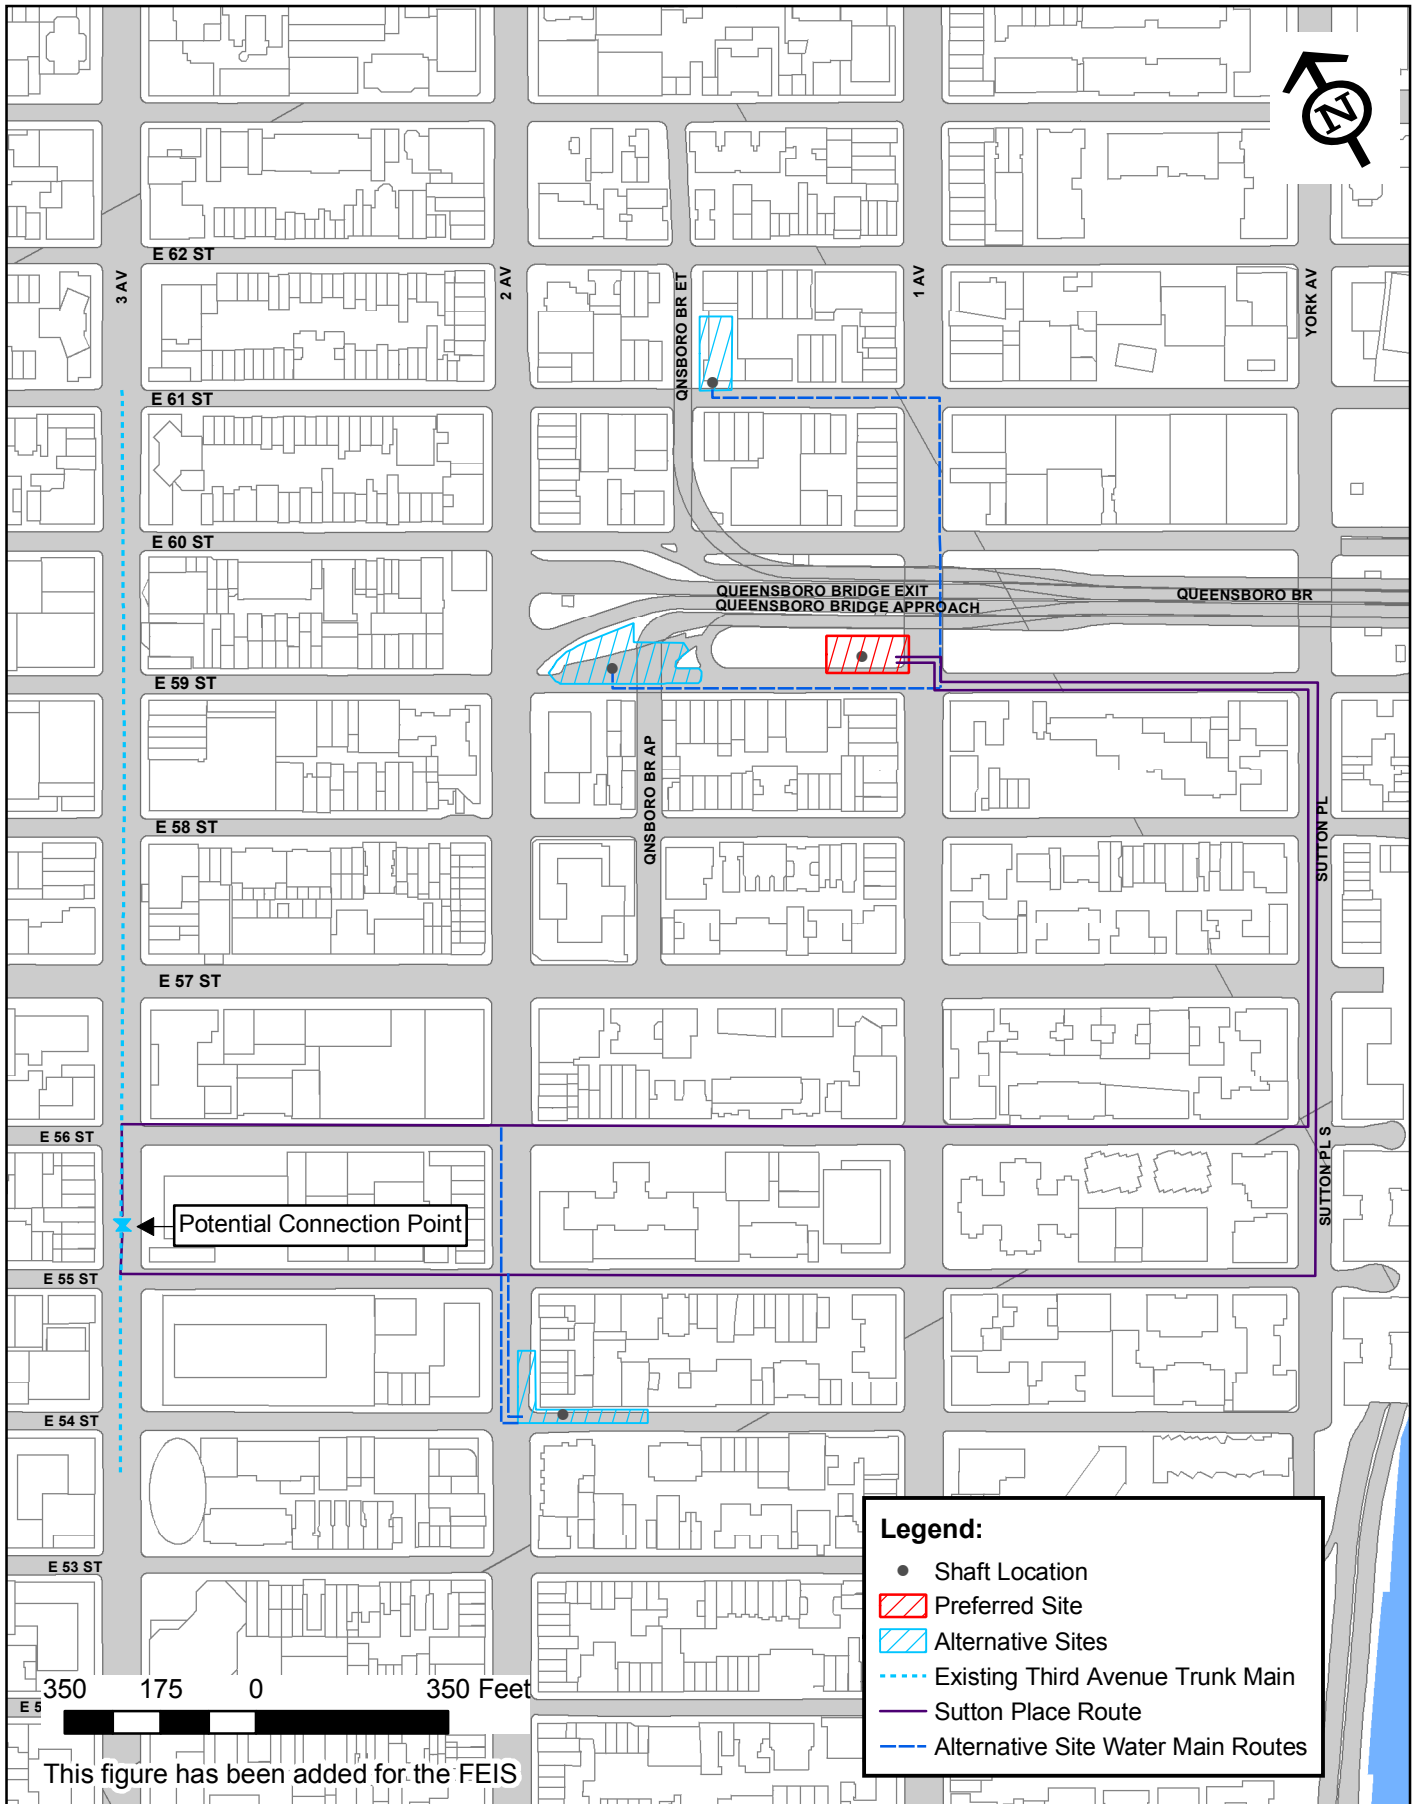 N
E 62 ST
3 AV
2 AV
QNSBORO BR ET
1 AV
YORK AV
E 61 ST
E 60 ST
QUEENSBORO BRIDGE EXIT
QUEENSBORO BR
QUEENSBORO BRIDGE APPROACH
E 59 ST
QNSBORO BR AP
SUTTON PL
E 58 ST
E 57 ST
E 56 ST
SUTTON PL S
Potential Connection Point
E 55 ST
E 54 ST
E 53 ST
Legend:
Shaft Location
Preferred Site
Alternative Sites
Existing Third Avenue Trunk Main
Sutton Place Route
Alternative Site Water Main Routes
350 175 0 350 Feet
E 5
This figure has been added for the FEIS